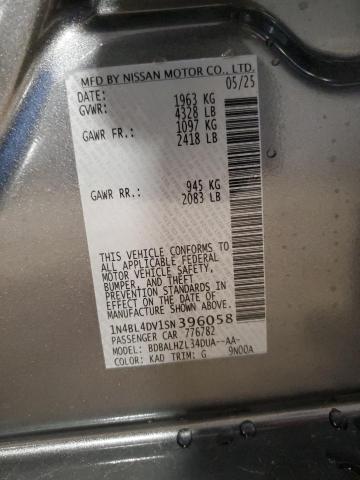 MFD BY NISSAN MOTOR CO., LTD.
DATE: 05/25
GVWR: 1963 KG
4328 LB
GAWR FR.: 1097 KG
2418 LB
GAWR RR.: 945 KG
2083 LB
THIS VEHICLE CONFORMS TO
ALL APPLICABLE FEDERAL
MOTOR VEHICLE SAFETY,
BUMPER, AND THEFT
PREVENTION STANDARDS IN
EFFECT ON THE DATE OF
MANUFACTURE SHOWN ABOVE.
1N4BL4DV1SN396058
PASSENGER CAR 776782
MODEL: BDBALHZL34DUA--AA-
COLOR: KAD TRIM: G 9N00A